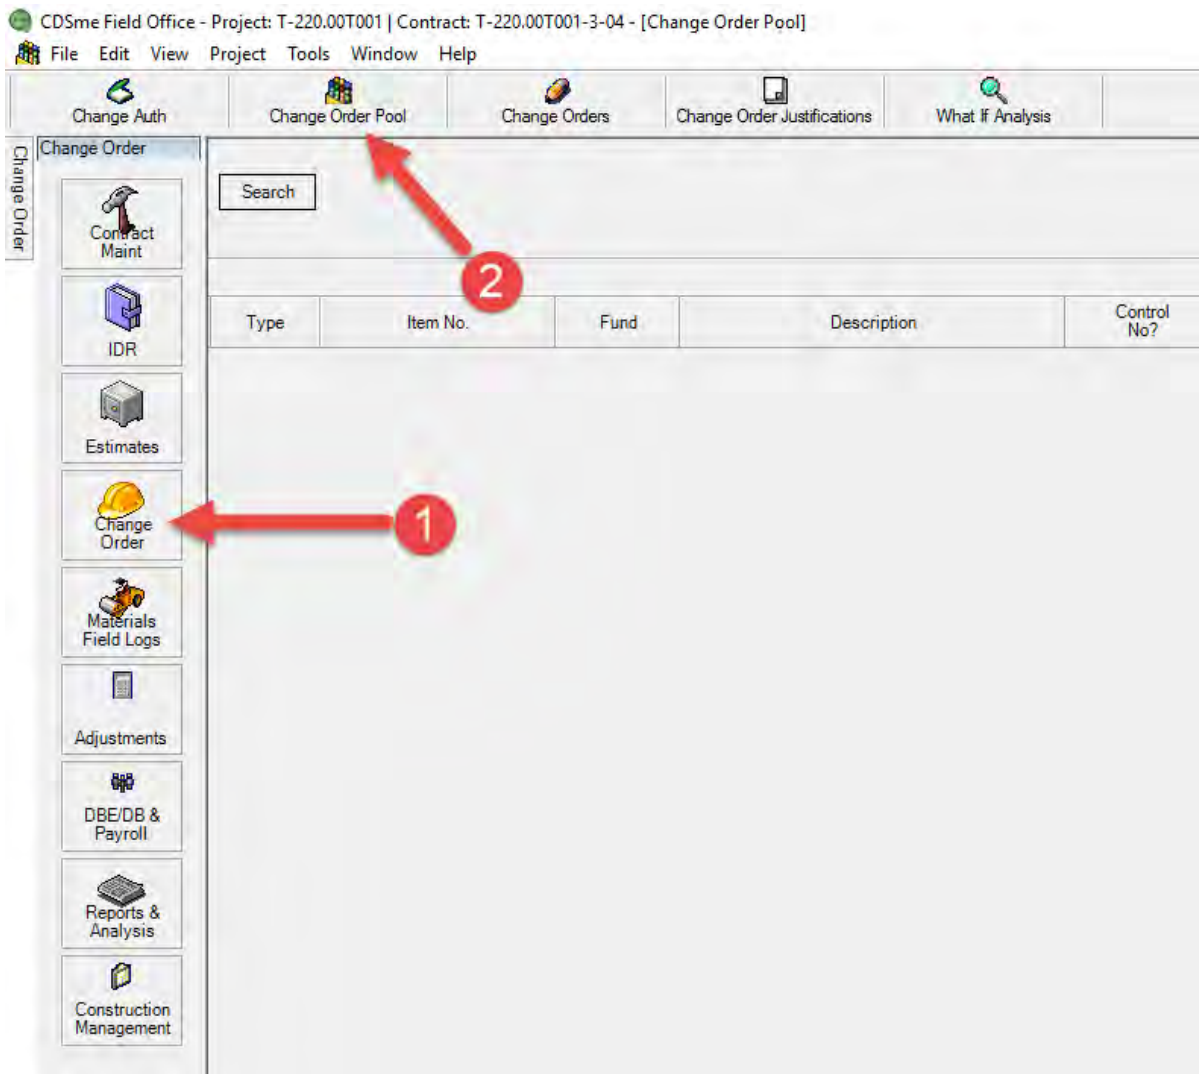 CDSme Field Office - Project: T-220.00T001 | Contract: T-220.00T001-3-04 - [Change Order Pool]
File Edit View Project Tools Window Help
Change Auth
Change Order Pool
Change Orders
Change Order Justifications
What If Analysis
Change Order
Change Order
Contract
Maint
IDR
Estimates
Change
Order
Materials
Field Logs
Adjustments
DBE/DB &
Payroll
Reports &
Analysis
Construction
Management
Search
2
Type
Item No.
Fund
Description
Control
No?
1